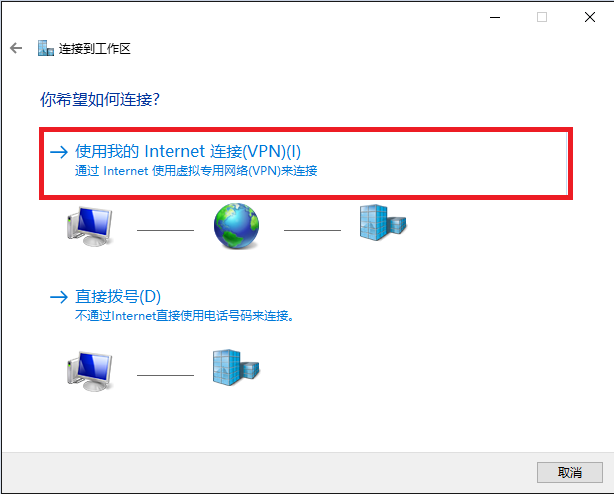 连接到工作区
你希望如何连接?
使用我的 Internet 连接(VPN)(I)
通过 Internet 使用虚拟专用网络(VPN)来连接
直接拨号(D)
不通过Internet直接使用电话号码来连接。
取消